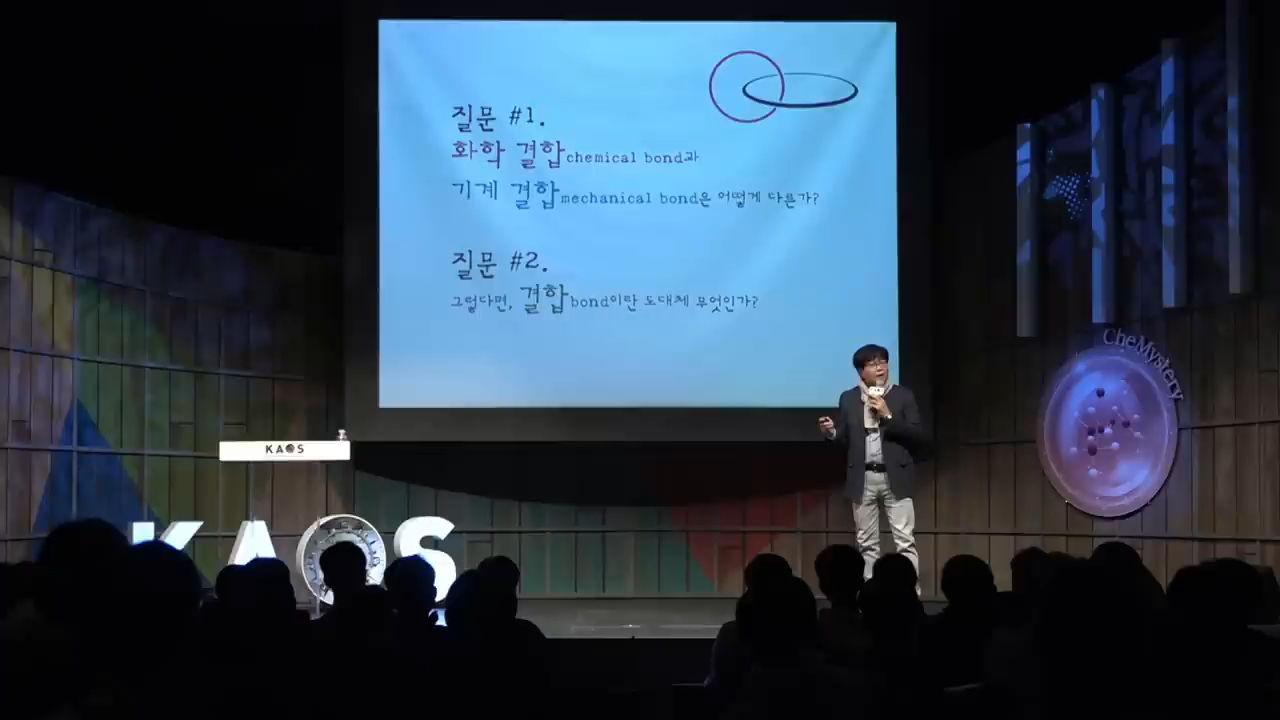 질문 #1.
화학 결합chemical bond과
기계 결합mechanical bond은 어떻게 다른가?
질문 #2.
그렇다면, 결합bond이란 도대체 무엇인가?
CheMystery
KAOS
KAOS